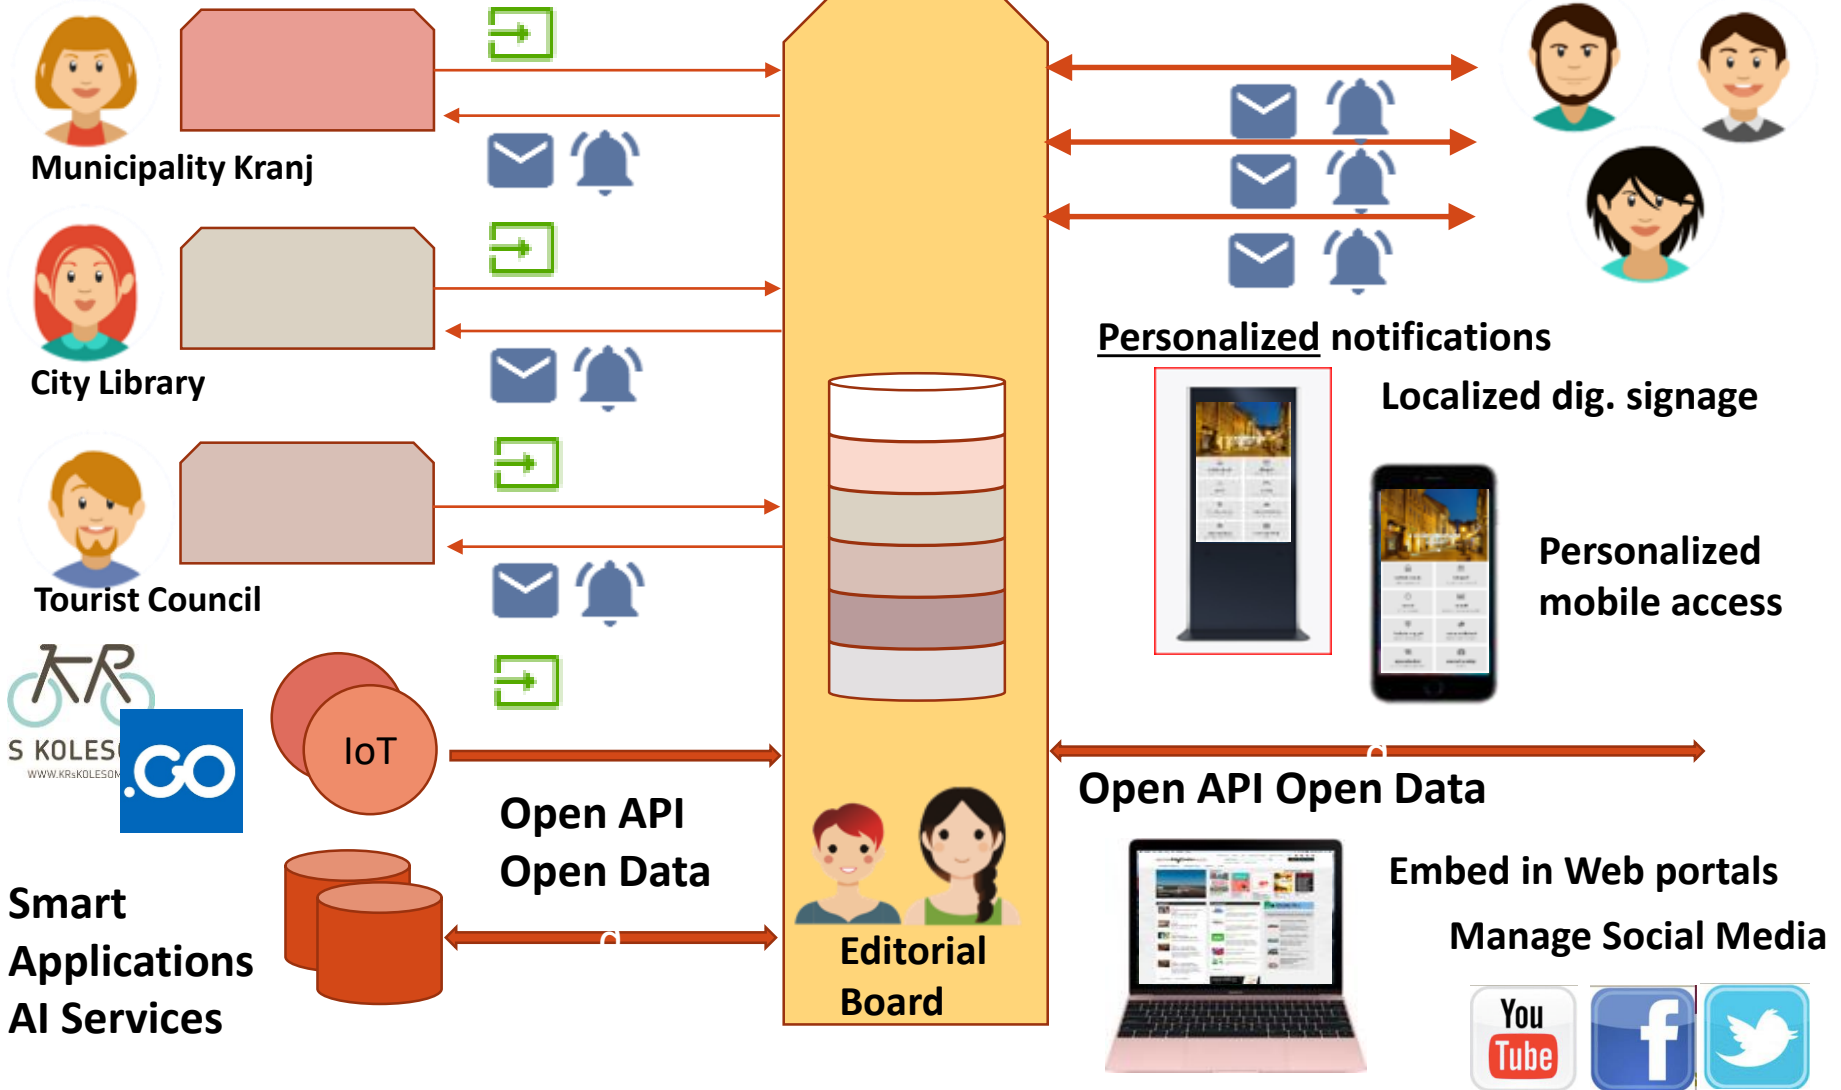 Municipality Kranj
City Library
Tourist Council
S KOLES
WWW.KRsKOLESOM
.GO
IoT
Open API
Open Data
Smart
Applications
AI Services
Editorial
Board
Personalized notifications
Localized dig. signage
Personalized
mobile access
Open API Open Data
Embed in Web portals
Manage Social Media
You
Tube
f